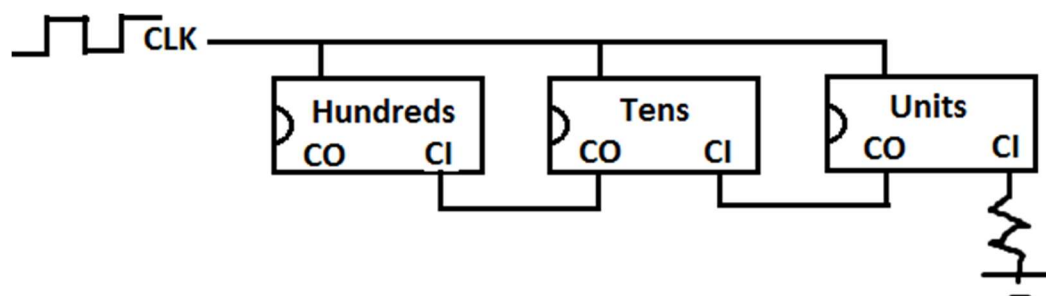 CLK
Hundreds
CO CI
Tens
CO CI
Units
CO CI